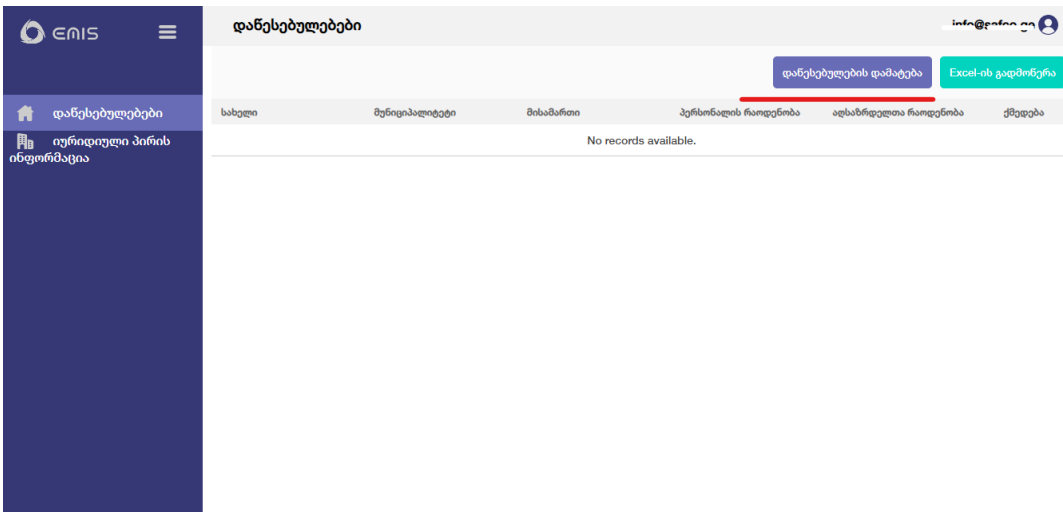 EMIS
დაწესებულებები
დაწესებულების დამატება
Excel-ის გადმოწერა
დაწესებულებები
იურიდიული პირის
ინფორმაცია
სახელი მუნიციპალიტეტი მისამართი პერსონალის რაოდენობა აღსაზრდელთა რაოდენობა ქმედება
No records available.